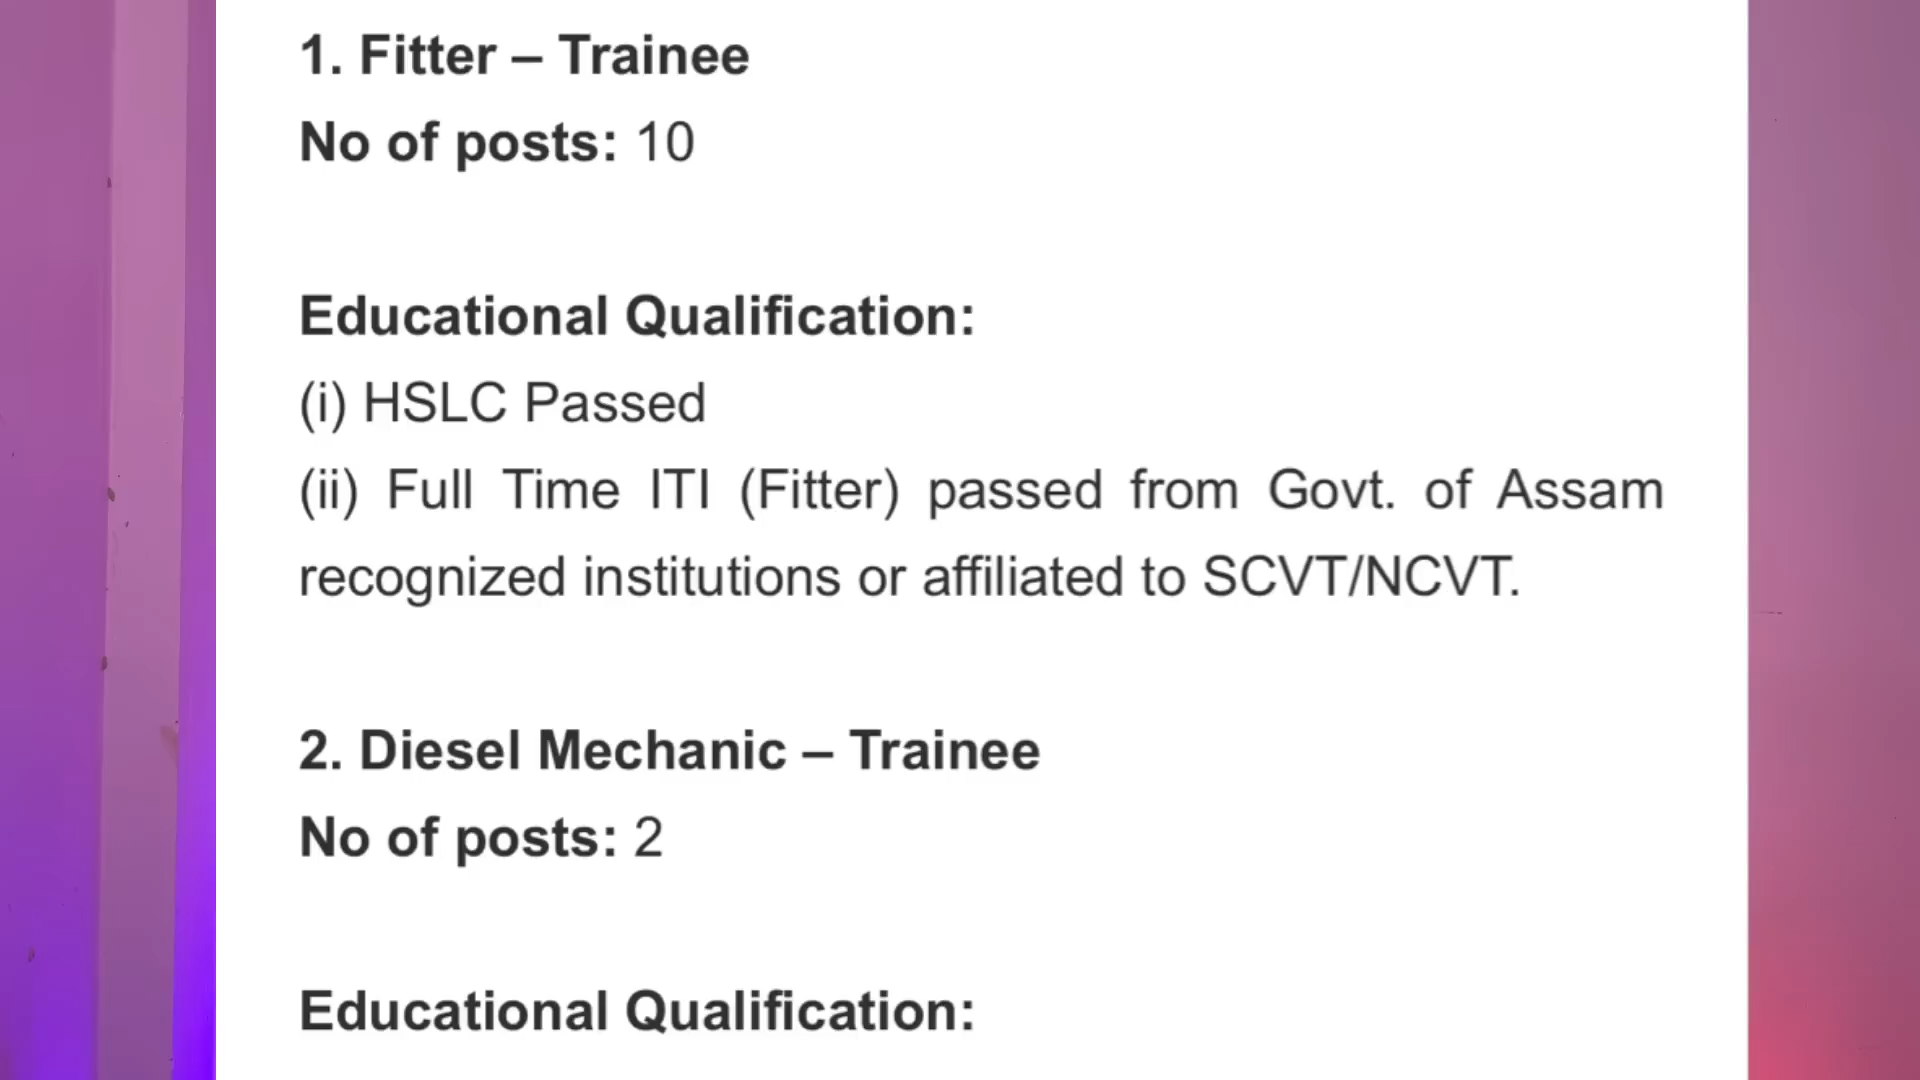 1. Fitter – Trainee
No of posts: 10
Educational Qualification:
(i) HSLC Passed
(ii) Full Time ITI (Fitter) passed from Govt. of Assam
recognized institutions or affiliated to SCVT/NCVT.
2. Diesel Mechanic – Trainee
No of posts: 2
Educational Qualification: